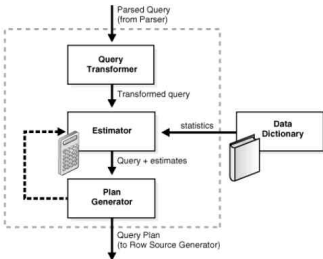 Parsed Query
(from Parser)
Query
Transformer
Transformed query
Estimator
statistics
Data
Dictionary
Query + estimates
Plan
Generator
Query Plan
(to Row Source Generator)